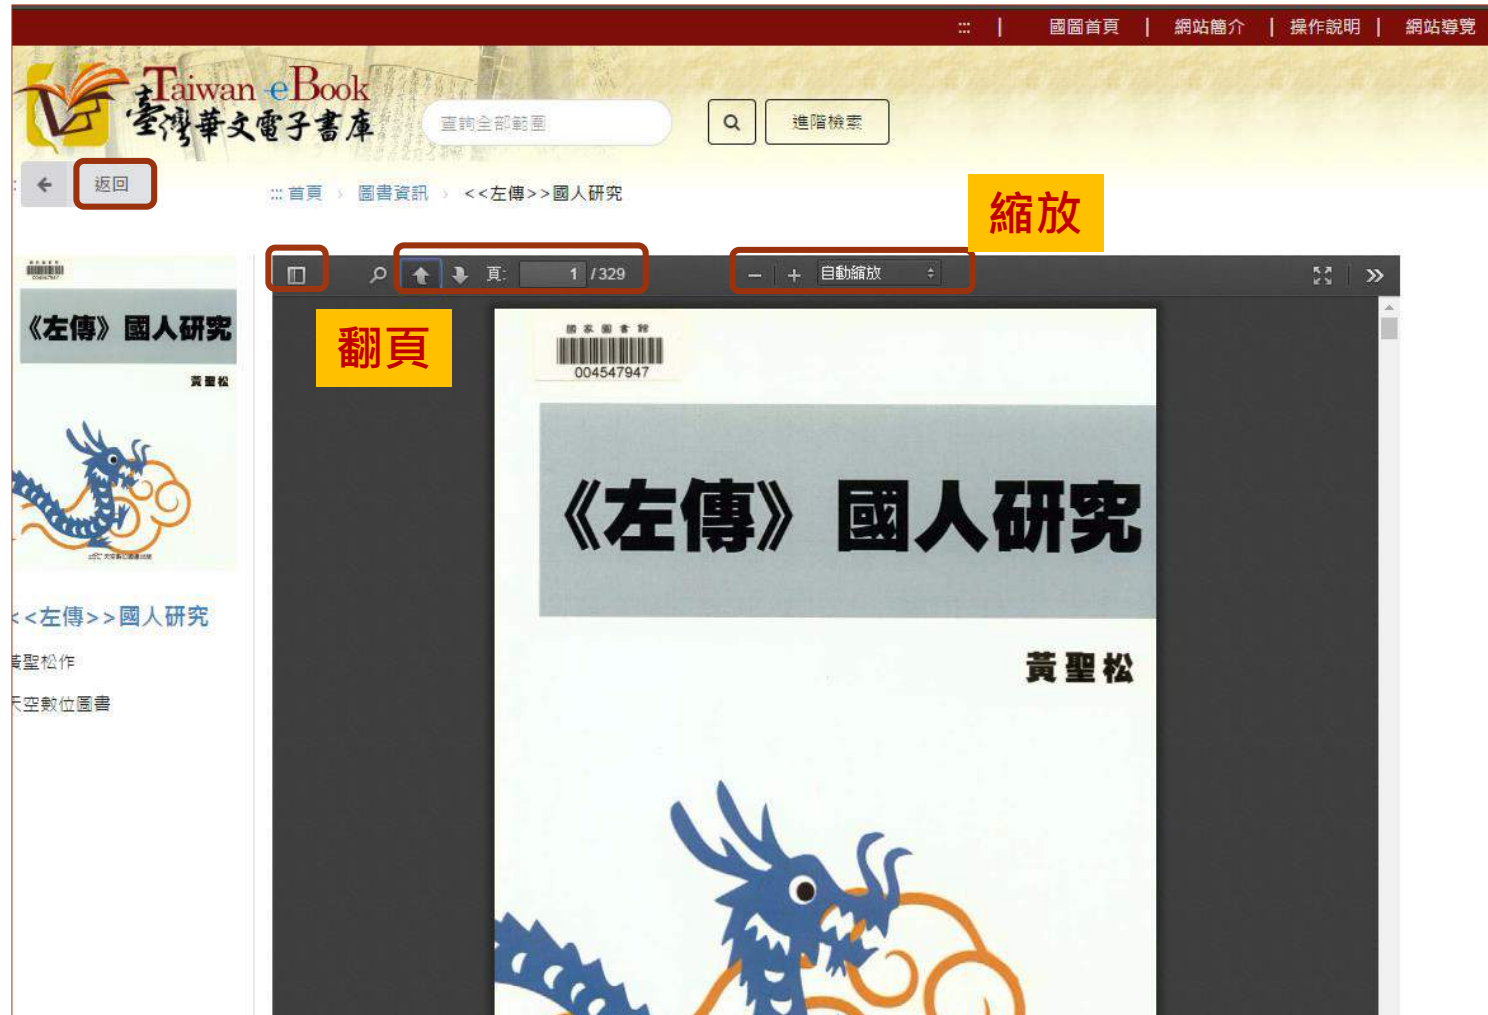 ::: | 國圖首頁 | 網站簡介 | 操作說明 | 網站導覽
Taiwan eBook
臺灣華文電子書庫
查詢全部範圍
進階檢索
返回
::: 首頁 › 圖書資訊 › <<左傳>>國人研究
縮放
頁: 1 /329
自動縮放
翻頁
《左傳》國人研究
黃聖松
<<左傳>>國人研究
黃聖松作
天空數位圖書
國家圖書館
004547947
《左傳》國人研究
黃聖松